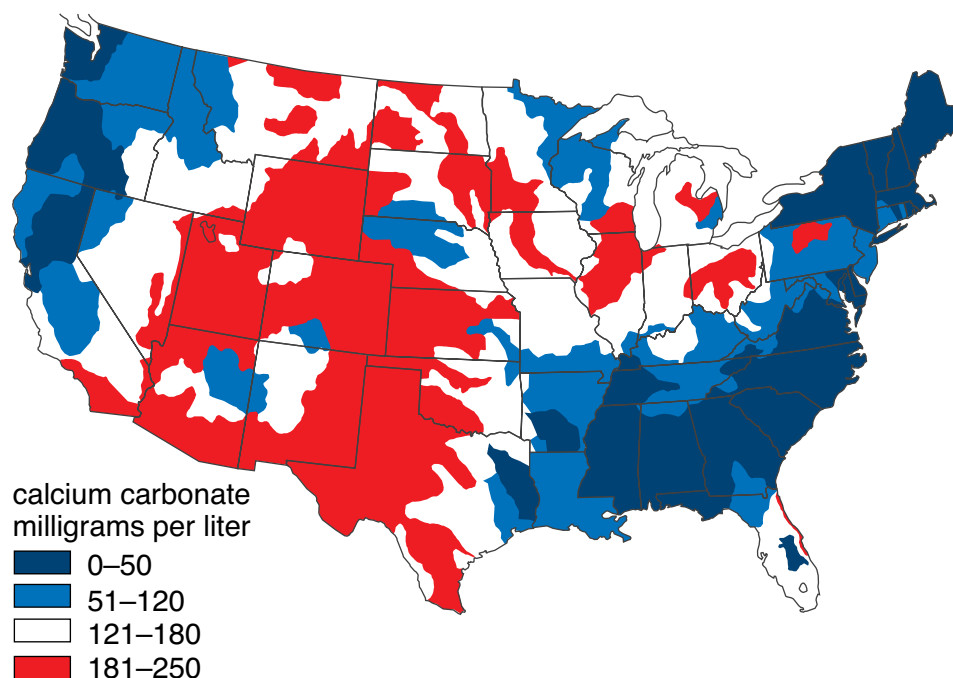 calcium carbonate
milligrams per liter
0–50
51–120
121–180
181–250